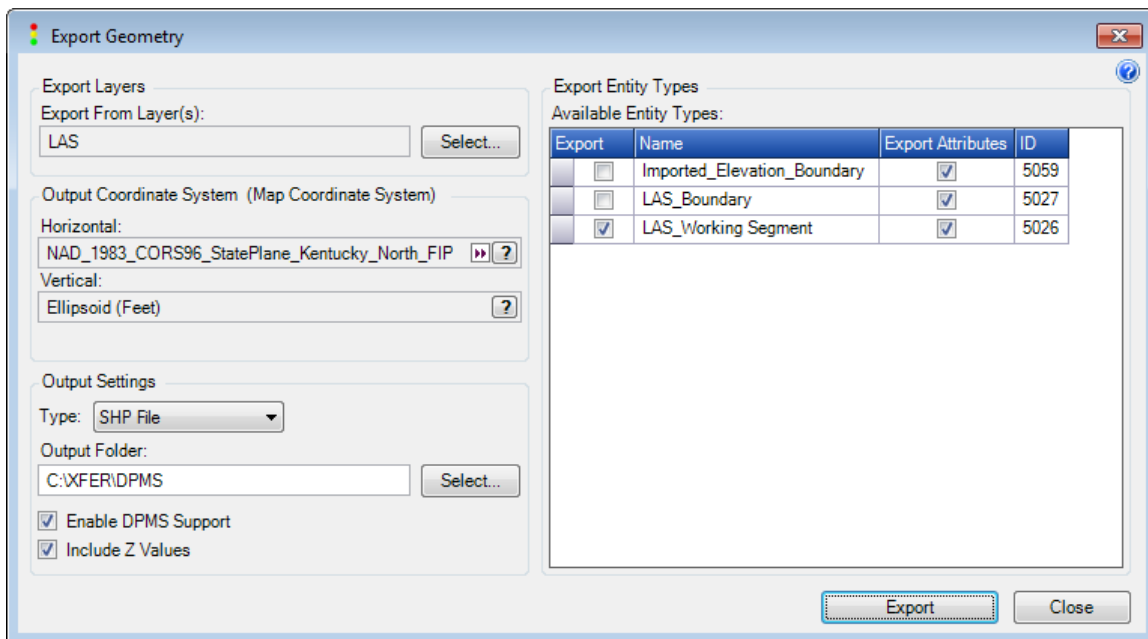 Export Geometry
Export Layers
Export From Layer(s):
LAS
Select...
Output Coordinate System (Map Coordinate System)
Horizontal:
NAD_1983_CORS96_StatePlane_Kentucky_North_FIP
?
Vertical:
Ellipsoid (Feet)
?
Output Settings
Type: SHP File
Output Folder:
C:\XFER\DPMS
Select...
Enable DPMS Support
Include Z Values
?
Export Entity Types
Available Entity Types:
Export Name Export Attributes ID
Imported_Elevation_Boundary 5059
LAS_Boundary 5027
LAS_Working Segment 5026
Export Close